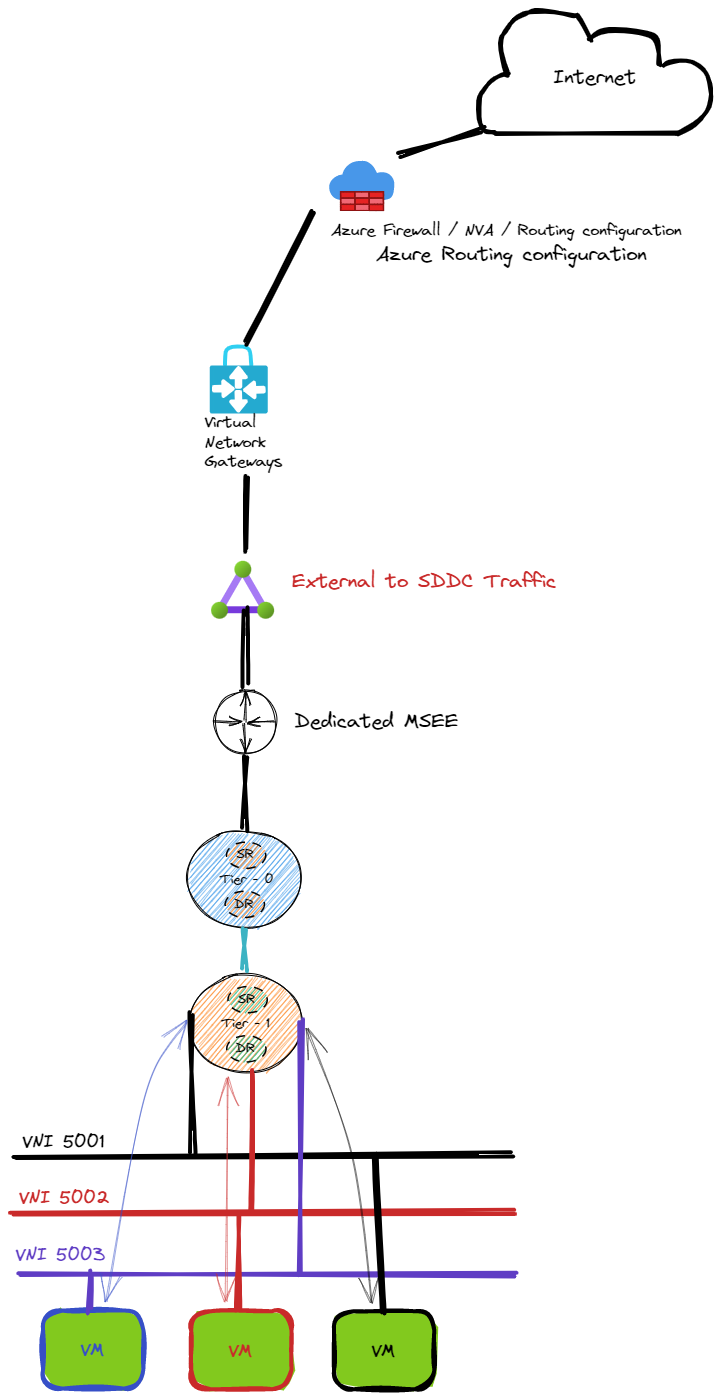 Internet
Azure Firewall / NVA / Routing configuration
Azure Routing configuration
Virtual
Network
Gateways
External to SDDC Traffic
Dedicated MSEE
SR
Tier - 0
DR
SR
Tier - 1
DR
VNI 5001
VNI 5002
VNI 5003
VM
VM
VM